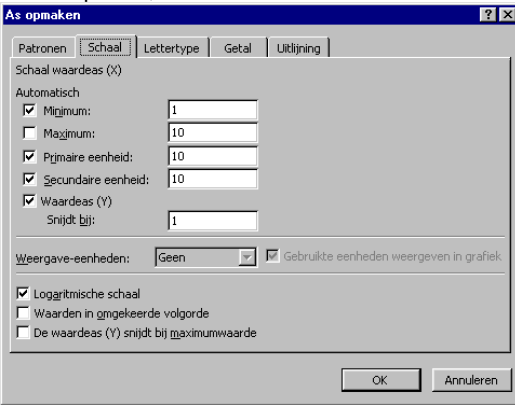 As opmaken
Patronen Schaal Lettertype Getal Uitlijning
Schaal waardeas (X)
Automatisch
Minimum: 1
Maximum: 10
Primaire eenheid: 10
Secundaire eenheid: 10
Waardeas (Y)
Snijdt bij: 1
Weergave-eenheden: Geen Gebruikte eenheden weergeven in grafiek
Logaritmische schaal
Waarden in omgekeerde volgorde
De waardeas (Y) snijdt bij maximumwaarde
OK Annuleren